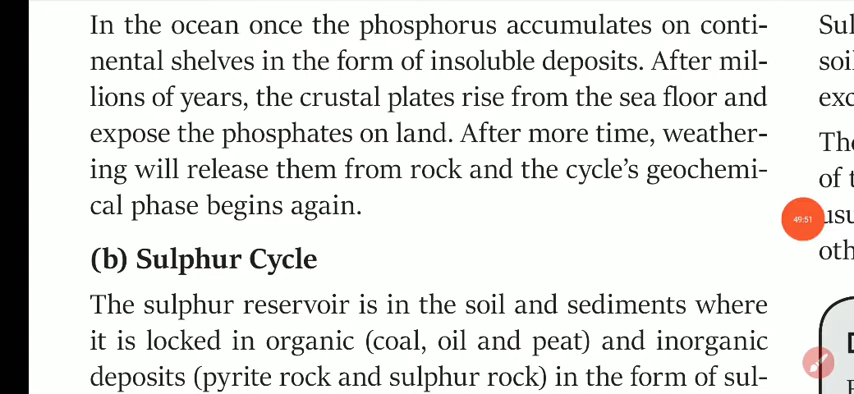 In the ocean once the phosphorus accumulates on conti-
nental shelves in the form of insoluble deposits. After mil-
lions of years, the crustal plates rise from the sea floor and
expose the phosphates on land. After more time, weather-
ing will release them from rock and the cycle's geochemi-
cal phase begins again.
(b) Sulphur Cycle
The sulphur reservoir is in the soil and sediments where
it is locked in organic (coal, oil and peat) and inorganic
deposits (pyrite rock and sulphur rock) in the form of sul-
49:51